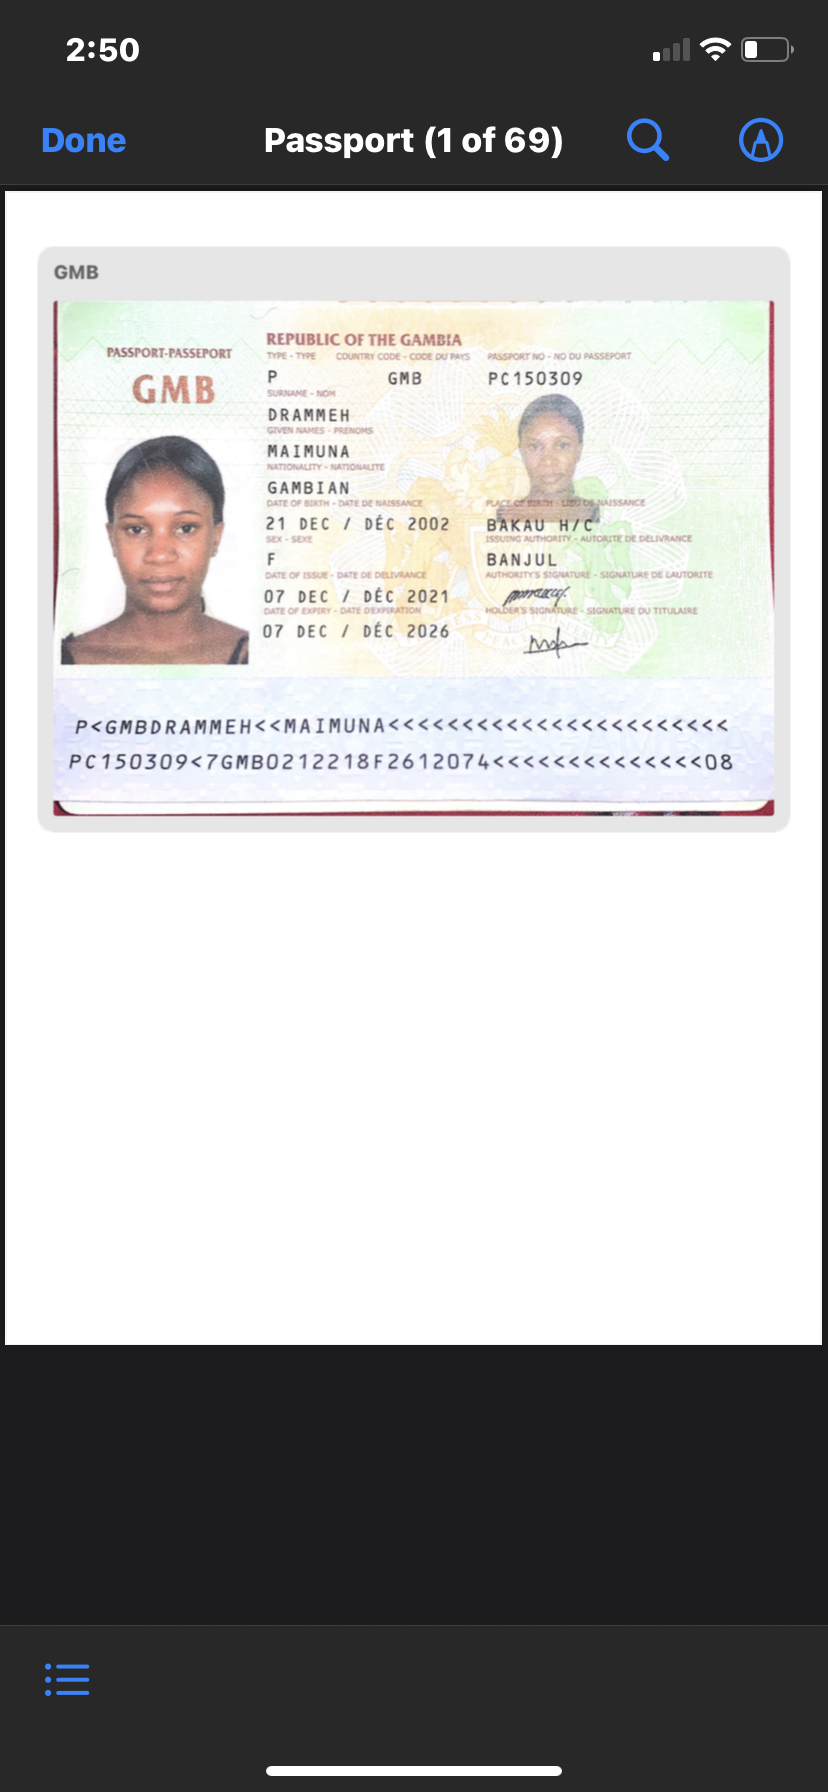 2:50
Done Passport (1 of 69)
GMB
PASSPORT-PASSEPORT
GMB
REPUBLIC OF THE GAMBIA
TYPE - TYPE COUNTRY CODE - CODE DU PAYS PASSPORT NO - NO DU PASSEPORT
P GMB PC150309
SURNAME - NOM
DRAMMEH
GIVEN NAMES - PRENOMS
MAIMUNA
NATIONALITY - NATIONALITE
GAMBIAN
DATE OF BIRTH - DATE DE NAISSANCE PLACE OF BIRTH - LIEU DE NAISSANCE
21 DEC / DÉC 2002 BAKAU H/C
SEX - SEXE ISSUING AUTHORITY - AUTORITE DE DELIVRANCE
F BANJUL
DATE OF ISSUE - DATE DE DELIVRANCE AUTHORITY'S SIGNATURE - SIGNATURE DE LAUTORITE
07 DEC / DÉC 2021
DATE OF EXPIRY - DATE D'EXPIRATION HOLDER'S SIGNATURE - SIGNATURE DU TITULAIRE
07 DEC / DÉC 2026
P<GMBDRAMMEH<<MAIMUNA<<<<<<<<<<<<<<<<<<<<<<<
PC150309<7GMB0212218F2612074<<<<<<<<<<<<<<08